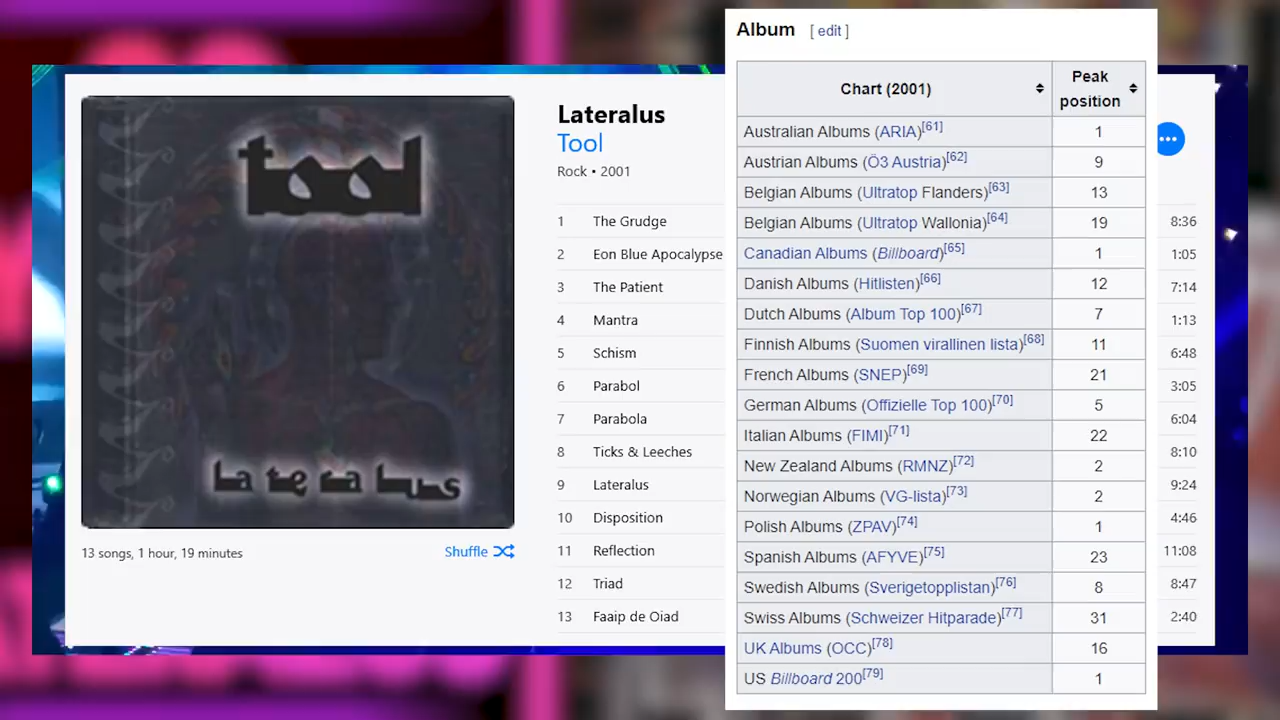 tool
Lateralus
13 songs, 1 hour, 19 minutes
Shuffle
Lateralus
Tool
Rock • 2001
1 The Grudge 8:36
2 Eon Blue Apocalypse 1:05
3 The Patient 7:14
4 Mantra 1:13
5 Schism 6:48
6 Parabol 3:05
7 Parabola 6:04
8 Ticks & Leeches 8:10
9 Lateralus 9:24
10 Disposition 4:46
11 Reflection 11:08
12 Triad 8:47
13 Faaip de Oiad 2:40
Album [ edit ]
Chart (2001) Peak
position
Australian Albums (ARIA)[61] 1
Austrian Albums (Ö3 Austria)[62] 9
Belgian Albums (Ultratop Flanders)[63] 13
Belgian Albums (Ultratop Wallonia)[64] 19
Canadian Albums (Billboard)[65] 1
Danish Albums (Hitlisten)[66] 12
Dutch Albums (Album Top 100)[67] 7
Finnish Albums (Suomen virallinen lista)[68] 11
French Albums (SNEP)[69] 21
German Albums (Offizielle Top 100)[70] 5
Italian Albums (FIMI)[71] 22
New Zealand Albums (RMNZ)[72] 2
Norwegian Albums (VG-lista)[73] 2
Polish Albums (ZPAV)[74] 1
Spanish Albums (AFYVE)[75] 23
Swedish Albums (Sverigetopplistan)[76] 8
Swiss Albums (Schweizer Hitparade)[77] 31
UK Albums (OCC)[78] 16
US Billboard 200[79] 1